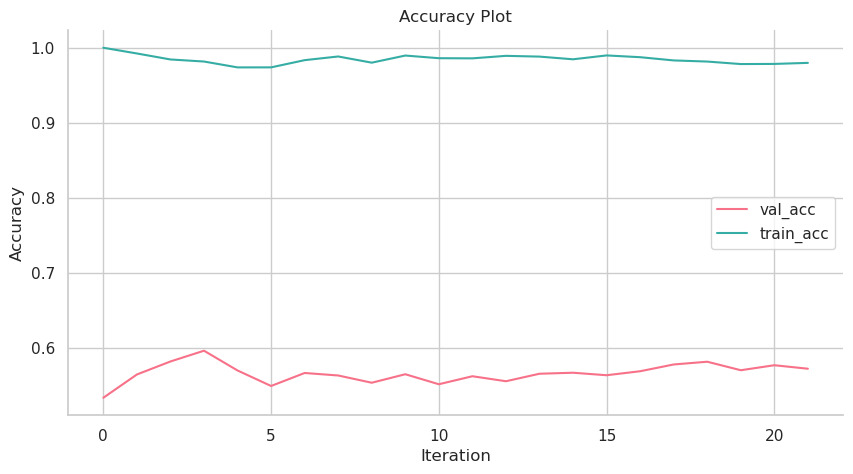 Accuracy Plot
1.0
0.9
0.8
0.7
0.6
Accuracy
val_acc
train_acc
0 5 10 15 20
Iteration